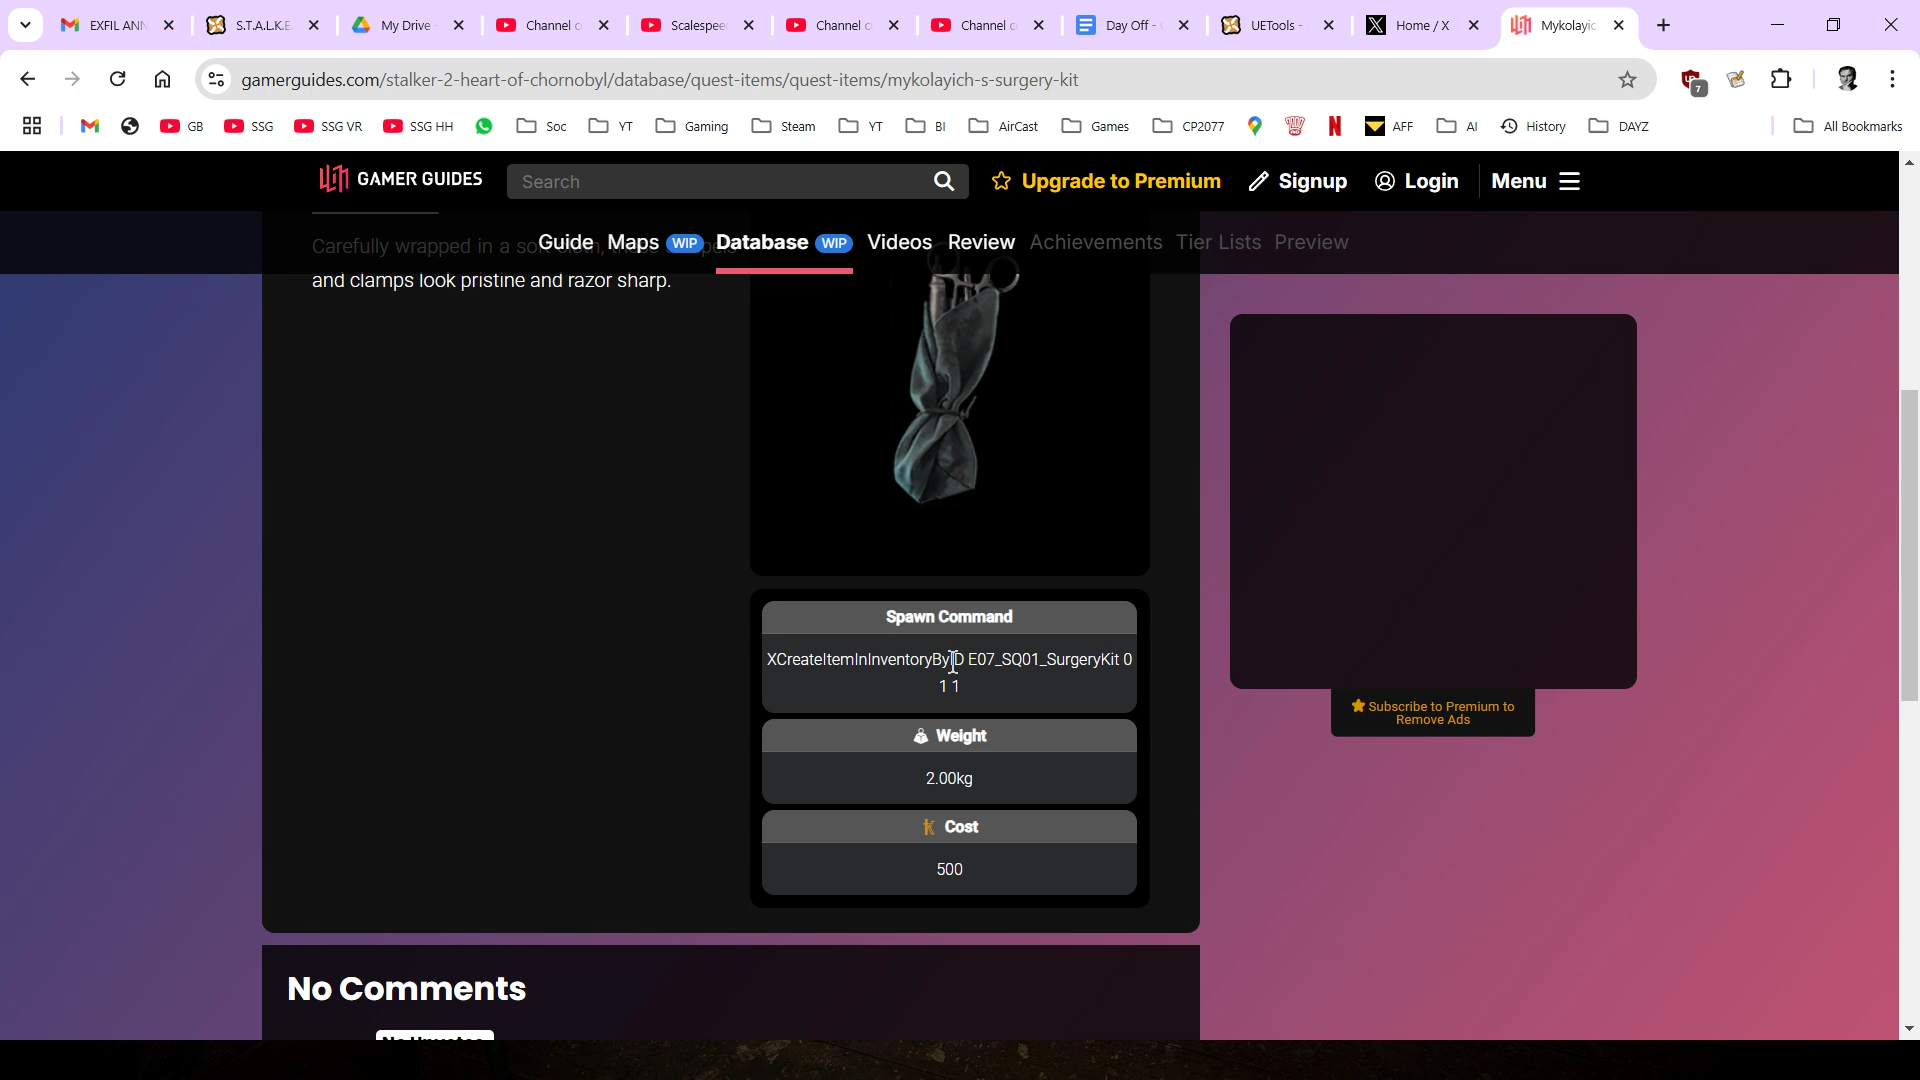 EXFIL ANN
S.T.A.L.K.E
My Drive -
Channel c
Scalespee
Channel c
Channel c
Day Off -
UETools -
Home / X
Mykolayic
gamerguides.com/stalker-2-heart-of-chornobyl/database/quest-items/quest-items/mykolayich-s-surgery-kit
7
GB
SSG
SSG VR
SSG HH
Soc
YT
Gaming
Steam
YT
BI
AirCast
Games
CP2077
AFF
AI
History
DAYZ
All Bookmarks
GAMER GUIDES
Search
Upgrade to Premium
Signup
Login
Menu
Guide
Maps WIP
Database WIP
Videos
Review
Achievements
Tier Lists
Preview
Carefully wrapped in a
and clamps look pristine and razor sharp.
Spawn Command
XCreateItemInInventoryByID E07_SQ01_SurgeryKit 0
1 1
Weight
2.00kg
Cost
500
Subscribe to Premium to
Remove Ads
No Comments